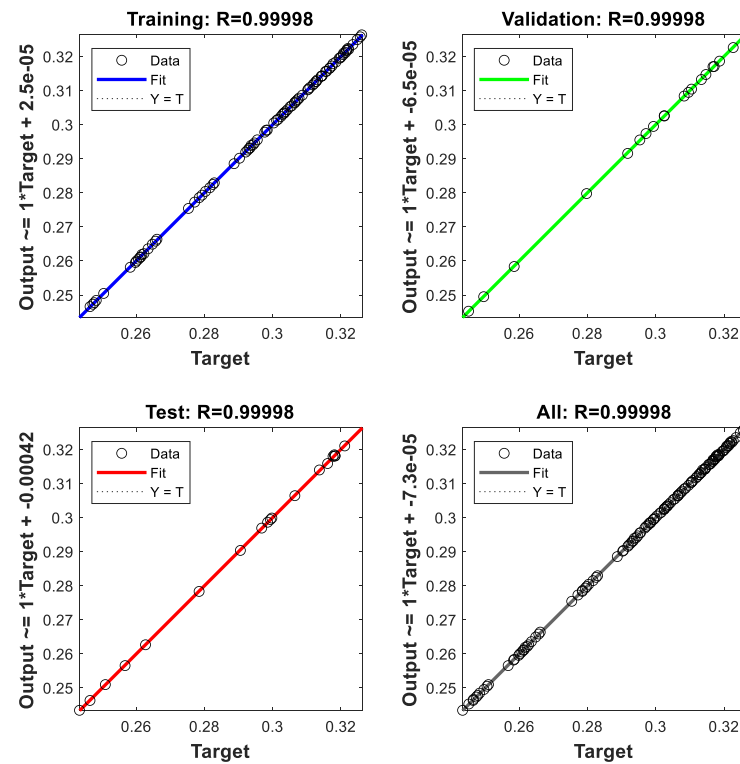 Training: R=0.99998
Output ~= 1*Target + 2.5e-05
Data
Fit
Y = T
0.32
0.31
0.3
0.29
0.28
0.27
0.26
0.25
0.26
0.28
0.3
0.32
Target
Validation: R=0.99998
Output ~= 1*Target + -6.5e-05
Data
Fit
Y = T
0.32
0.31
0.3
0.29
0.28
0.27
0.26
0.25
0.26
0.28
0.3
0.32
Target
Test: R=0.99998
Output ~= 1*Target + -0.00042
Data
Fit
Y = T
0.32
0.31
0.3
0.29
0.28
0.27
0.26
0.25
0.26
0.28
0.3
0.32
Target
All: R=0.99998
Output ~= 1*Target + -7.3e-05
Data
Fit
Y = T
0.32
0.31
0.3
0.29
0.28
0.27
0.26
0.25
0.26
0.28
0.3
0.32
Target